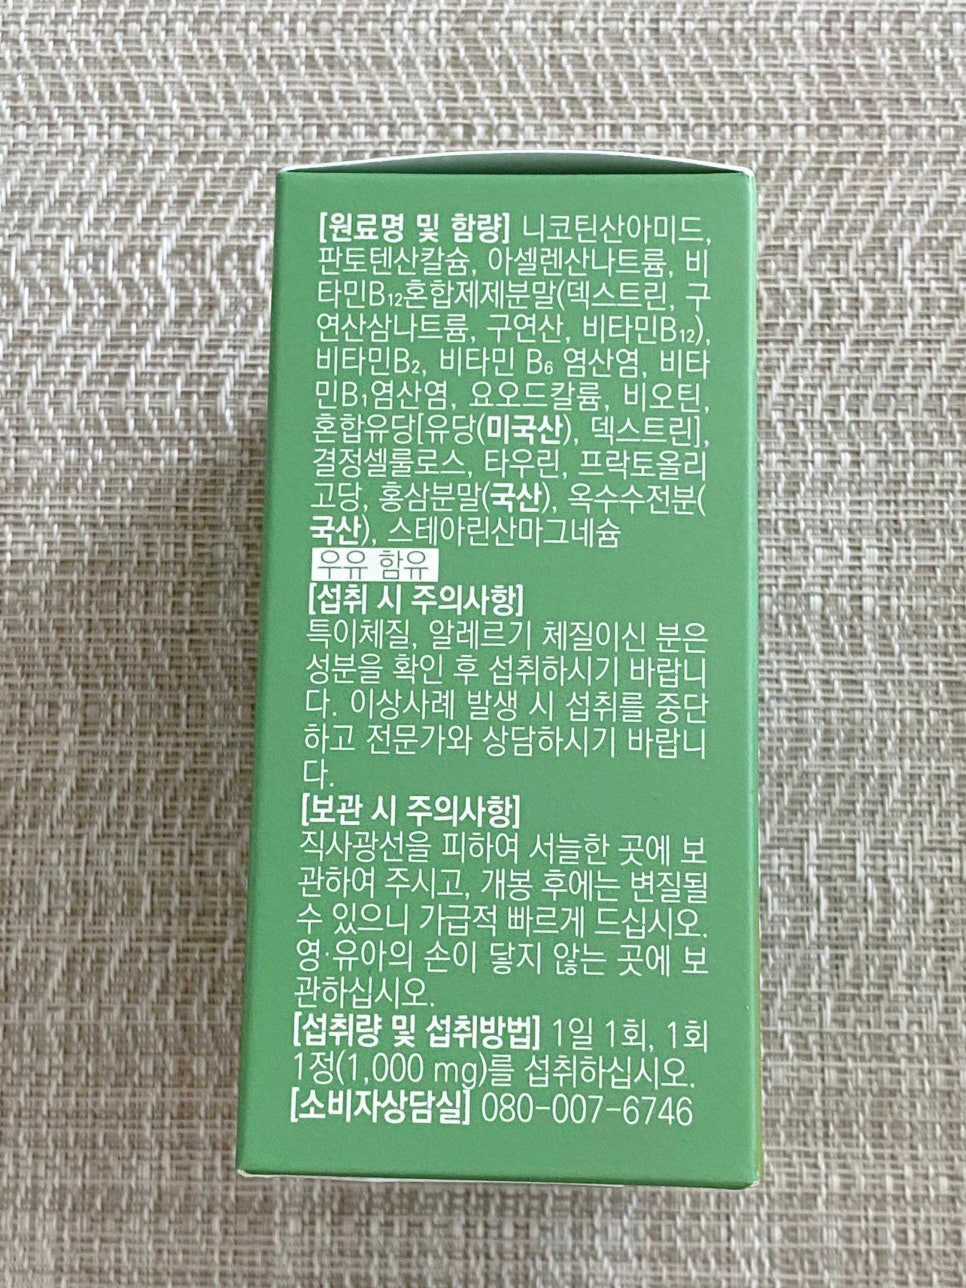 [원료명 및 함량] 니코틴산아미드,
판토텐산칼슘, 아셀렌산나트륨, 비
타민B₁₂혼합제제분말(덱스트린, 구
연산삼나트륨, 구연산, 비타민B₁₂),
비타민B₂, 비타민 B₆ 염산염, 비타
민B₁염산염, 요오드칼륨, 비오틴,
혼합유당[유당(미국산), 덱스트린],
결정셀룰로스, 타우린, 프락토올리
고당, 홍삼분말(국산), 옥수수전분(
국산), 스테아린산마그네슘
우유 함유
[섭취 시 주의사항]
특이체질, 알레르기 체질이신 분은
성분을 확인 후 섭취하시기 바랍니
다. 이상사례 발생 시 섭취를 중단
하고 전문가와 상담하시기 바랍니
다.
[보관 시 주의사항]
직사광선을 피하여 서늘한 곳에 보
관하여 주시고, 개봉 후에는 변질될
수 있으니 가급적 빠르게 드십시오.
영·유아의 손이 닿지 않는 곳에 보
관하십시오.
[섭취량 및 섭취방법] 1일 1회, 1회
1정(1,000 mg)를 섭취하십시오.
[소비자상담실] 080-007-6746